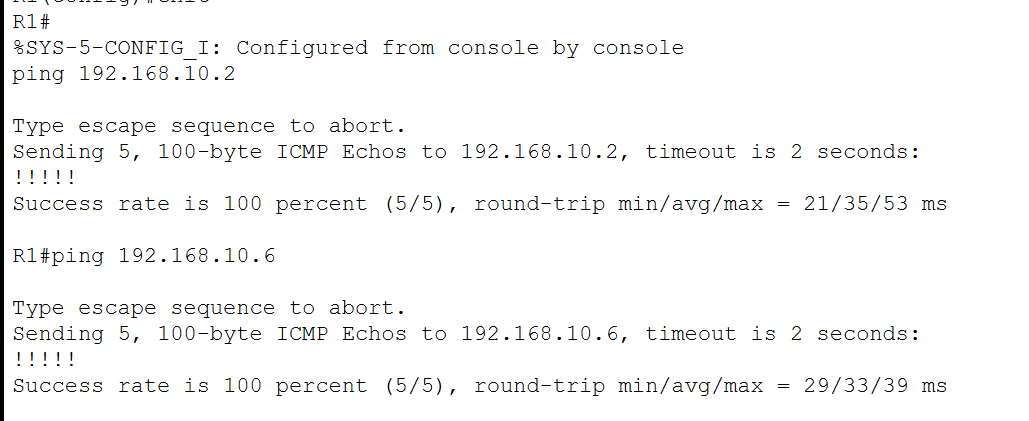 R1#
%SYS-5-CONFIG_I: Configured from console by console
ping 192.168.10.2
Type escape sequence to abort.
Sending 5, 100-byte ICMP Echos to 192.168.10.2, timeout is 2 seconds:
!!!!!
Success rate is 100 percent (5/5), round-trip min/avg/max = 21/35/53 ms
R1#ping 192.168.10.6
Type escape sequence to abort.
Sending 5, 100-byte ICMP Echos to 192.168.10.6, timeout is 2 seconds:
!!!!!
Success rate is 100 percent (5/5), round-trip min/avg/max = 29/33/39 ms